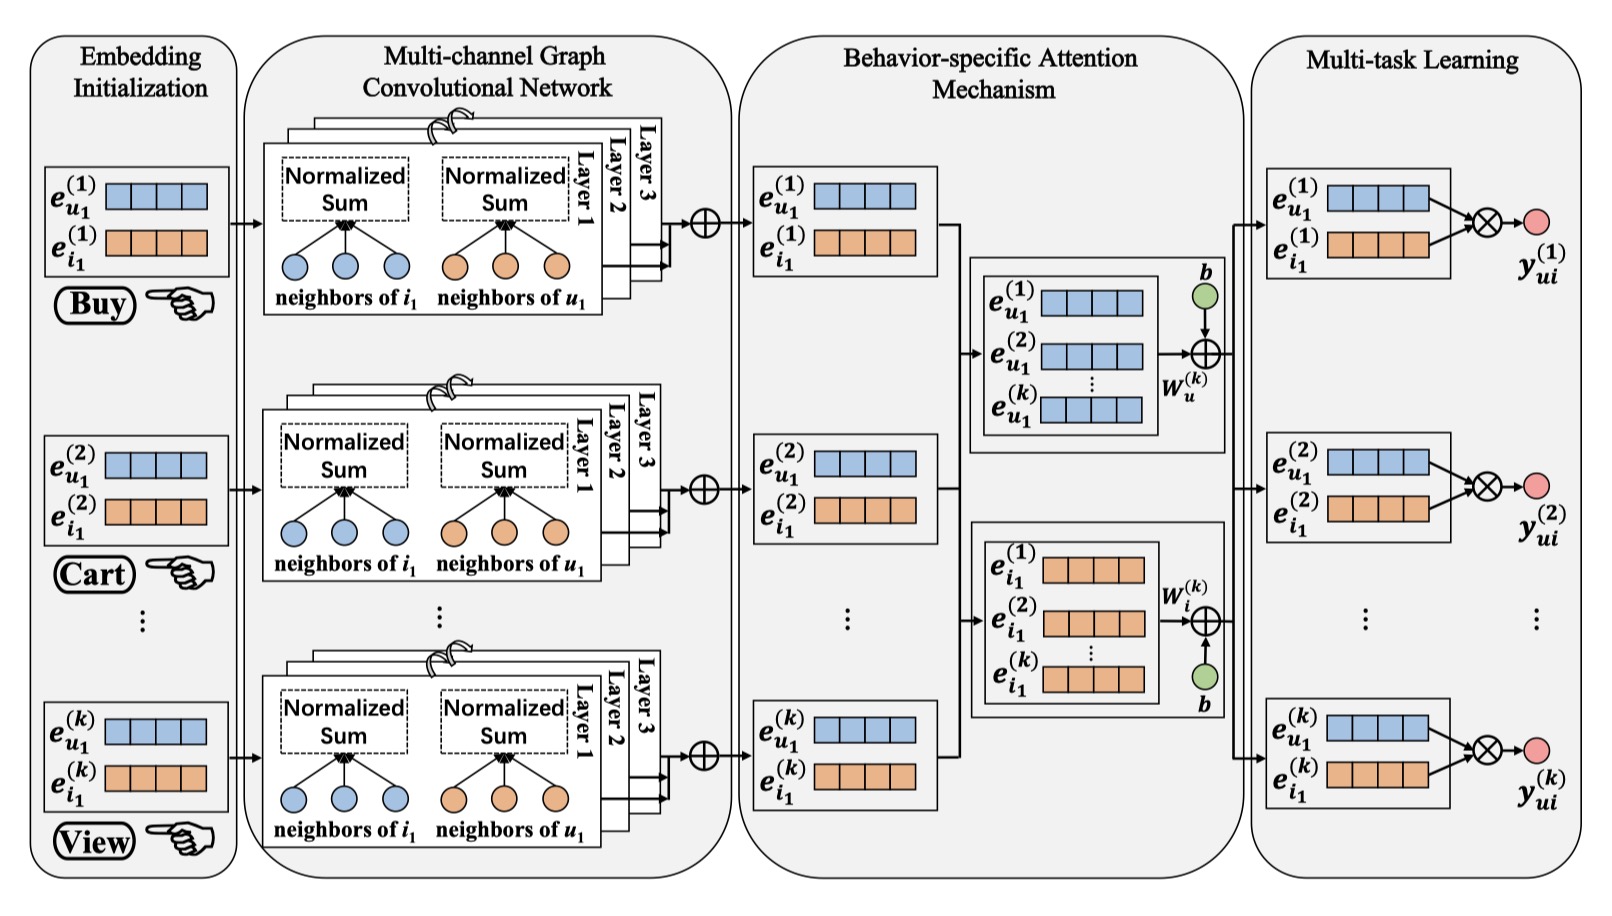 Embedding
Initialization
e_{u_1}^{(1)}
e_{i_1}^{(1)}
Buy
e_{u_1}^{(2)}
e_{i_1}^{(2)}
Cart
⋮
e_{u_1}^{(k)}
e_{i_1}^{(k)}
View
Multi-channel Graph
Convolutional Network
Normalized
Sum
Normalized
Sum
Layer 1
Layer 2
Layer 3
neighbors of i_1
neighbors of u_1
Normalized
Sum
Normalized
Sum
Layer 1
Layer 2
Layer 3
neighbors of i_1
neighbors of u_1
⋮
Normalized
Sum
Normalized
Sum
Layer 1
Layer 2
Layer 3
neighbors of i_1
neighbors of u_1
Behavior-specific Attention
Mechanism
e_{u_1}^{(1)}
e_{i_1}^{(1)}
e_{u_1}^{(2)}
e_{i_1}^{(2)}
⋮
e_{u_1}^{(k)}
e_{i_1}^{(k)}
e_{u_1}^{(1)}
e_{u_1}^{(2)}
⋮
e_{u_1}^{(k)}
b
W_u^{(k)}
e_{i_1}^{(1)}
e_{i_1}^{(2)}
⋮
e_{i_1}^{(k)}
W_i^{(k)}
b
Multi-task Learning
e_{u_1}^{(1)}
e_{i_1}^{(1)}
y_{ui}^{(1)}
e_{u_1}^{(2)}
e_{i_1}^{(2)}
y_{ui}^{(2)}
⋮
⋮
e_{u_1}^{(k)}
e_{i_1}^{(k)}
y_{ui}^{(k)}